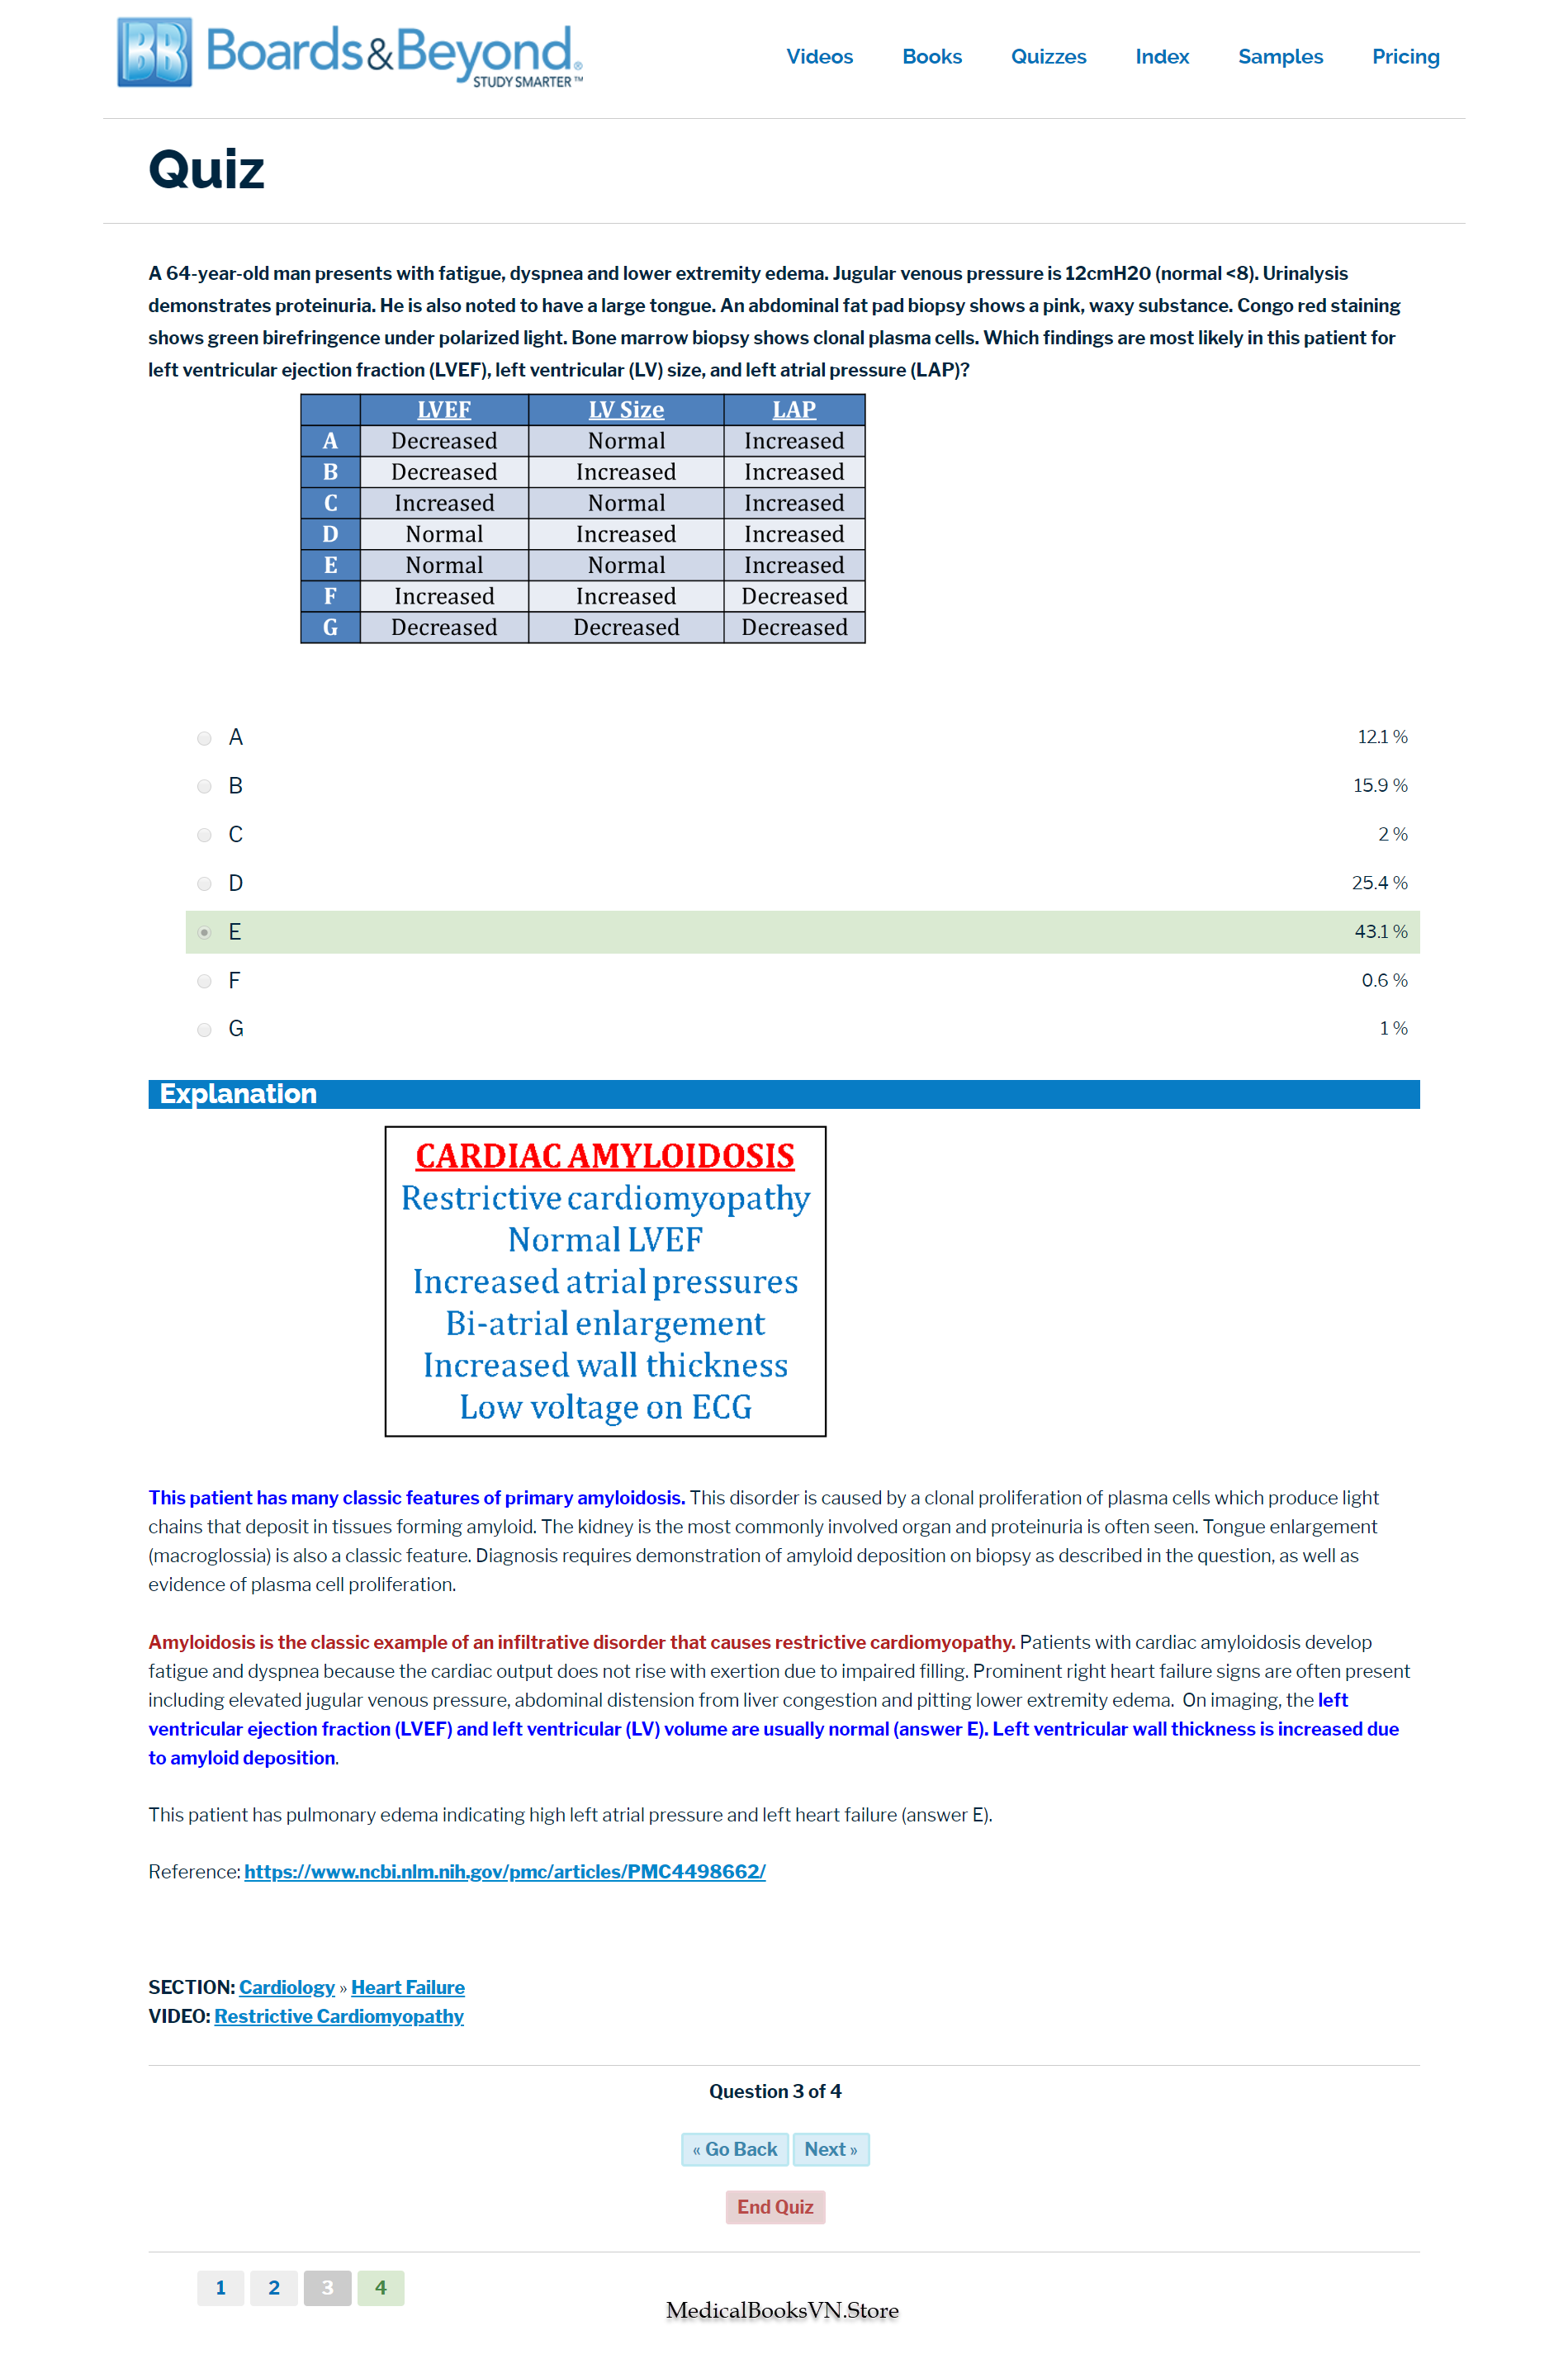 BB Boards&Beyond®
STUDY SMARTER™
Videos Books Quizzes Index Samples Pricing
Quiz
A 64-year-old man presents with fatigue, dyspnea and lower extremity edema. Jugular venous pressure is 12cmH20 (normal <8). Urinalysis
demonstrates proteinuria. He is also noted to have a large tongue. An abdominal fat pad biopsy shows a pink, waxy substance. Congo red staining
shows green birefringence under polarized light. Bone marrow biopsy shows clonal plasma cells. Which findings are most likely in this patient for
left ventricular ejection fraction (LVEF), left ventricular (LV) size, and left atrial pressure (LAP)?
LVEF LV Size LAP
A Decreased Normal Increased
B Decreased Increased Increased
C Increased Normal Increased
D Normal Increased Increased
E Normal Normal Increased
F Increased Increased Decreased
G Decreased Decreased Decreased
A 12.1 %
B 15.9 %
C 2 %
D 25.4 %
E 43.1 %
F 0.6 %
G 1 %
Explanation
CARDIAC AMYLOIDOSIS
Restrictive cardiomyopathy
Normal LVEF
Increased atrial pressures
Bi-atrial enlargement
Increased wall thickness
Low voltage on ECG
This patient has many classic features of primary amyloidosis. This disorder is caused by a clonal proliferation of plasma cells which produce light
chains that deposit in tissues forming amyloid. The kidney is the most commonly involved organ and proteinuria is often seen. Tongue enlargement
(macroglossia) is also a classic feature. Diagnosis requires demonstration of amyloid deposition on biopsy as described in the question, as well as
evidence of plasma cell proliferation.
Amyloidosis is the classic example of an infiltrative disorder that causes restrictive cardiomyopathy. Patients with cardiac amyloidosis develop
fatigue and dyspnea because the cardiac output does not rise with exertion due to impaired filling. Prominent right heart failure signs are often present
including elevated jugular venous pressure, abdominal distension from liver congestion and pitting lower extremity edema. On imaging, the left
ventricular ejection fraction (LVEF) and left ventricular (LV) volume are usually normal (answer E). Left ventricular wall thickness is increased due
to amyloid deposition.
This patient has pulmonary edema indicating high left atrial pressure and left heart failure (answer E).
Reference: https://www.ncbi.nlm.nih.gov/pmc/articles/PMC4498662/
SECTION: Cardiology » Heart Failure
VIDEO: Restrictive Cardiomyopathy
Question 3 of 4
« Go Back Next »
End Quiz
1 2 3 4
MedicalBooksVN.Store